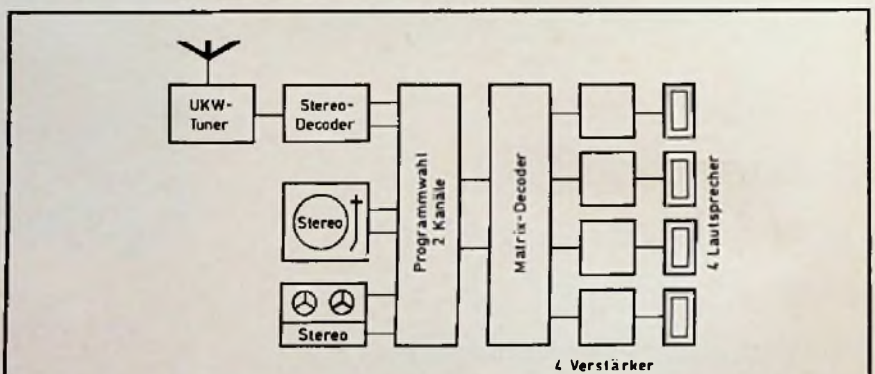 UKW-
Tuner
Stereo-
Decoder
Stereo
Stereo
Programmwahl
2 Kanäle
Matrix-Decoder
4 Lautsprecher
4 Verstärker